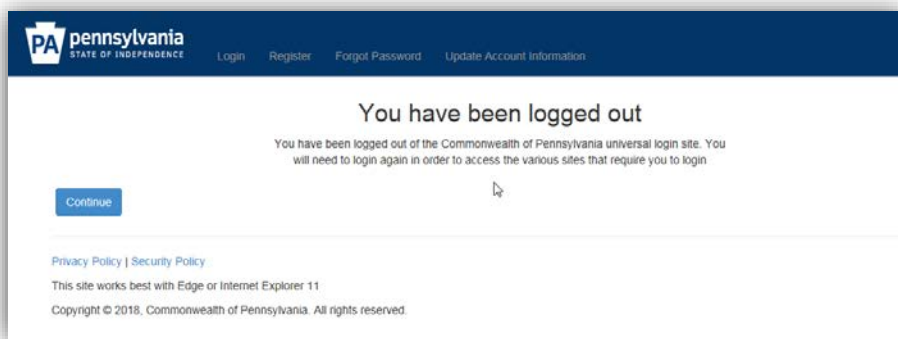 PA pennsylvania
STATE OF INDEPENDENCE
Login Register Forgot Password Update Account Information
You have been logged out
You have been logged out of the Commonwealth of Pennsylvania universal login site. You
will need to login again in order to access the various sites that require you to login
Continue
Privacy Policy | Security Policy
This site works best with Edge or Internet Explorer 11
Copyright © 2018, Commonwealth of Pennsylvania. All rights reserved.